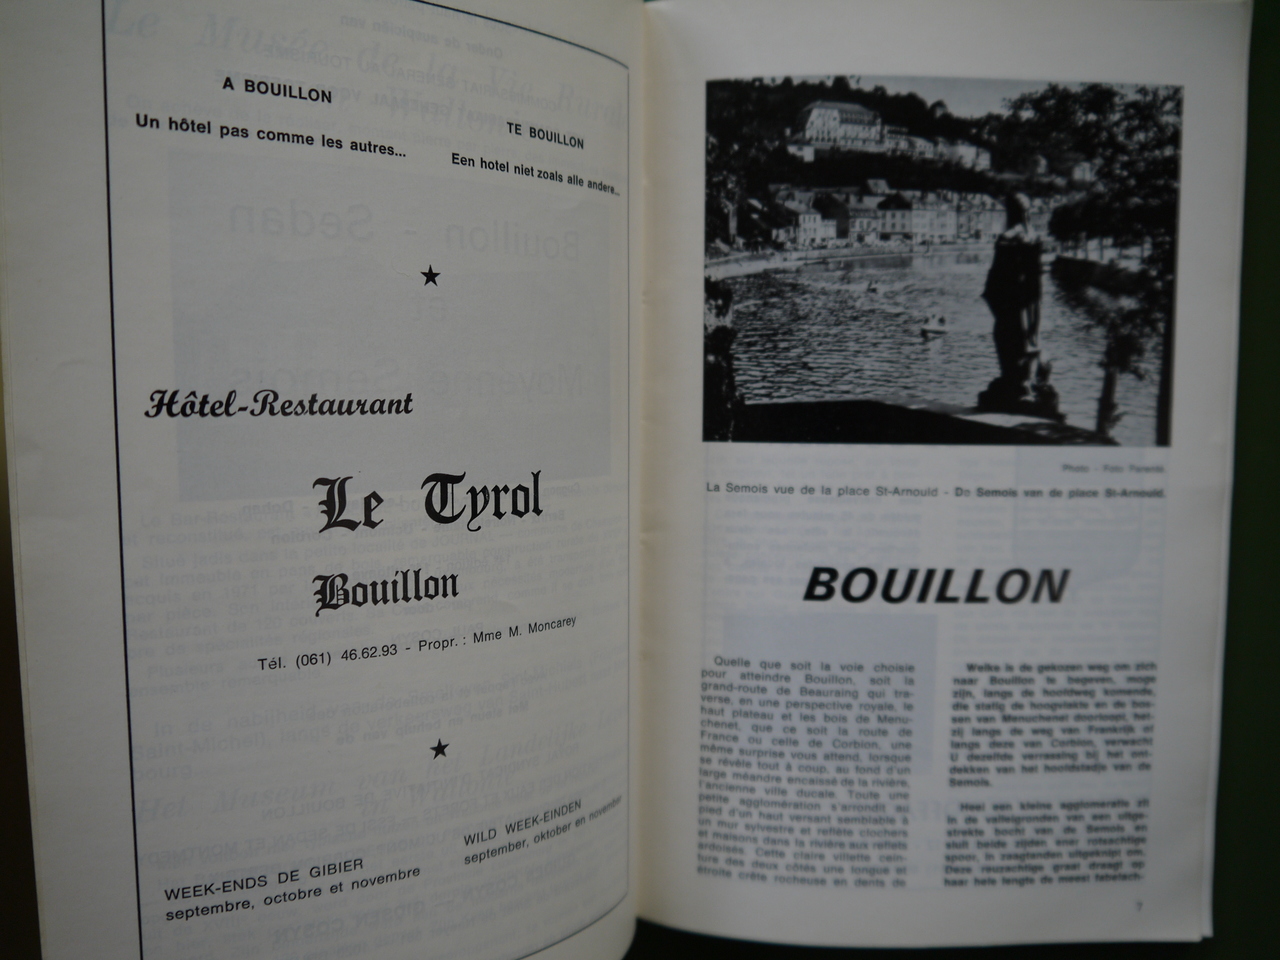 A BOUILLON
Un hôtel pas comme les autres...
TE BOUILLON
Een hotel niet zoals alle andere...
Hôtel-Restaurant
Le Tyrol
Bouillon
Tél. (061) 46.62.93 - Propr. : Mme M. Moncarey
WEEK-ENDS DE GIBIER
septembre, octobre et novembre
WILD WEEK-EINDEN
september, oktober en november
Photo - Foto
La Semois vue de la place St-Arnould - De Semois van de place St-Arnould.
BOUILLON
Quelle que soit la voie choisie
pour atteindre Bouillon, soit la
grand-route de Beauraing qui tra-
verse, en une perspective royale, le
haut plateau et les bois de Menu-
chenet, que ce soit la route de
France ou celle de Corbion, une
même surprise vous attend, lorsque
se révèle tout à coup, au fond d'un
large méandre encaissé de la rivière,
l'ancienne ville ducale. Toute une
petite agglomération s'arrondit au
pied d'un haut versant semblable à
un mur sylvestre et reflète clochers
et maisons dans la rivière aux reflets
ardoisés. Cette claire villette cein-
ture des deux côtés une longue et
étroite crête rocheuse en dents de
Welke is de gekozen weg om zich
naar Bouillon te begeven, moge
zijn, langs de hoofdweg komende,
die statig de hoogvlakte en de bos-
sen van Menuchenet doorloopt, het-
zij langs de weg van Frankrijk of
langs deze van Corbion, verwacht
U dezelfde verrassing bij het ont-
dekken van het hoofdstadje van de
Semois.
Heel een kleine agglomeratie zit
in de valleigronden van een uitge-
strekte bocht van de Semois en
sluit beide zijden ener rotsachtige
spoor, in zaagtanden uitgeknipt om.
Deze reuzachtige graat draagt op
haar hele lengte de meest fabelach-
7